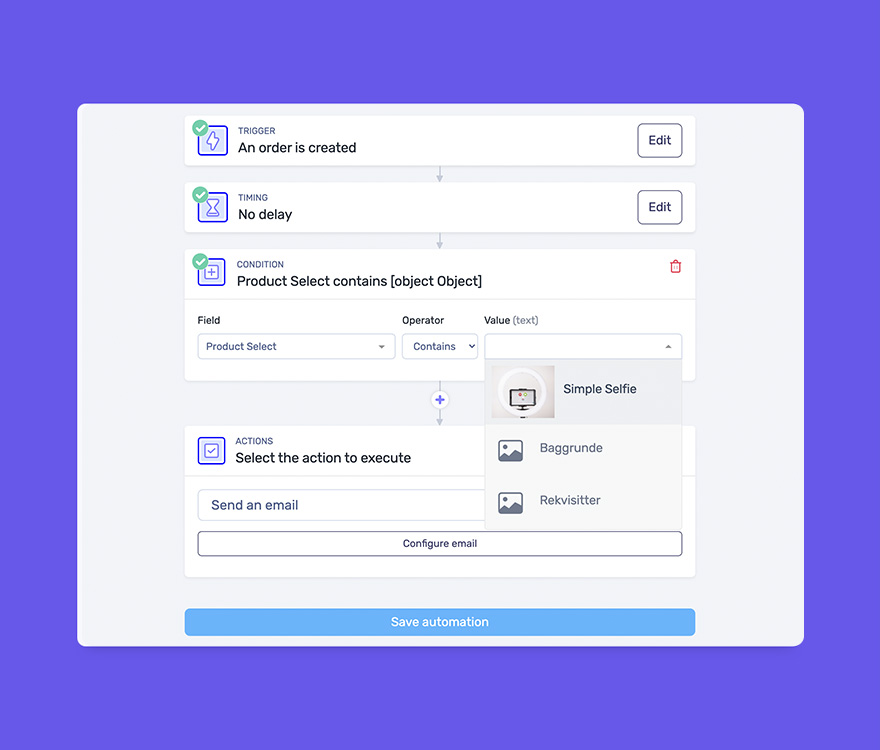 TRIGGER
An order is created
Edit
TIMING
No delay
Edit
CONDITION
Product Select contains [object Object]
Field
Operator
Value (text)
Product Select
Contains
Simple Selfie
Baggrunde
Rekvisitter
ACTIONS
Select the action to execute
Send an email
Configure email
Save automation